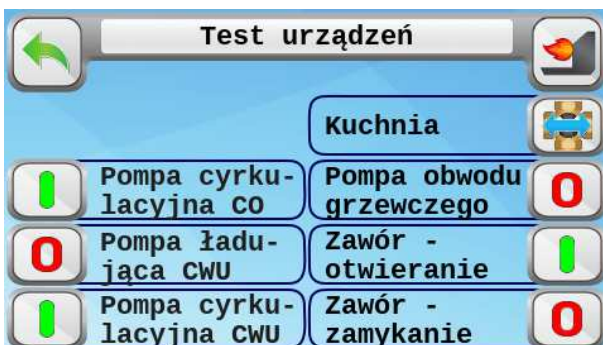 Test urządzeń
Kuchnia
Pompa cyrku-
lacyjna CO
Pompa obwodu
grzewczego
Pompa ładu-
jąca CWU
Zawór -
otwieranie
Pompa cyrku-
lacyjna CWU
Zawór -
zamykanie